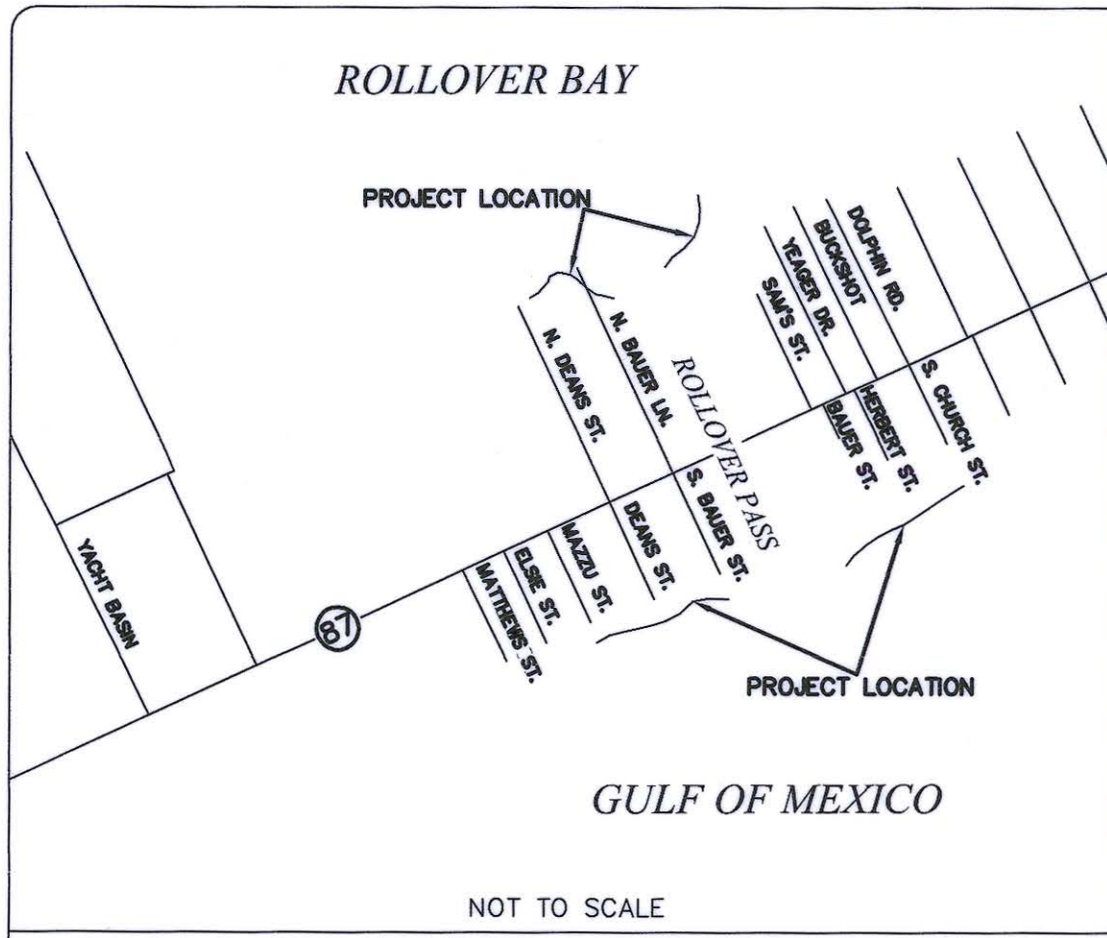 ROLLOVER BAY
PROJECT LOCATION
DOLPHIN RD.
BUCKSHOT
YEAGER DR.
SAM'S ST.
N. BAUER LN.
N. DEANS ST.
ROLLOVER PASS
S. CHURCH ST.
HERBERT ST.
BAUER ST.
S. BAUER ST.
DEANS ST.
MAZZU ST.
ELSIE ST.
MATTHEWS ST.
YACHT BASIN
87
PROJECT LOCATION
GULF OF MEXICO
NOT TO SCALE